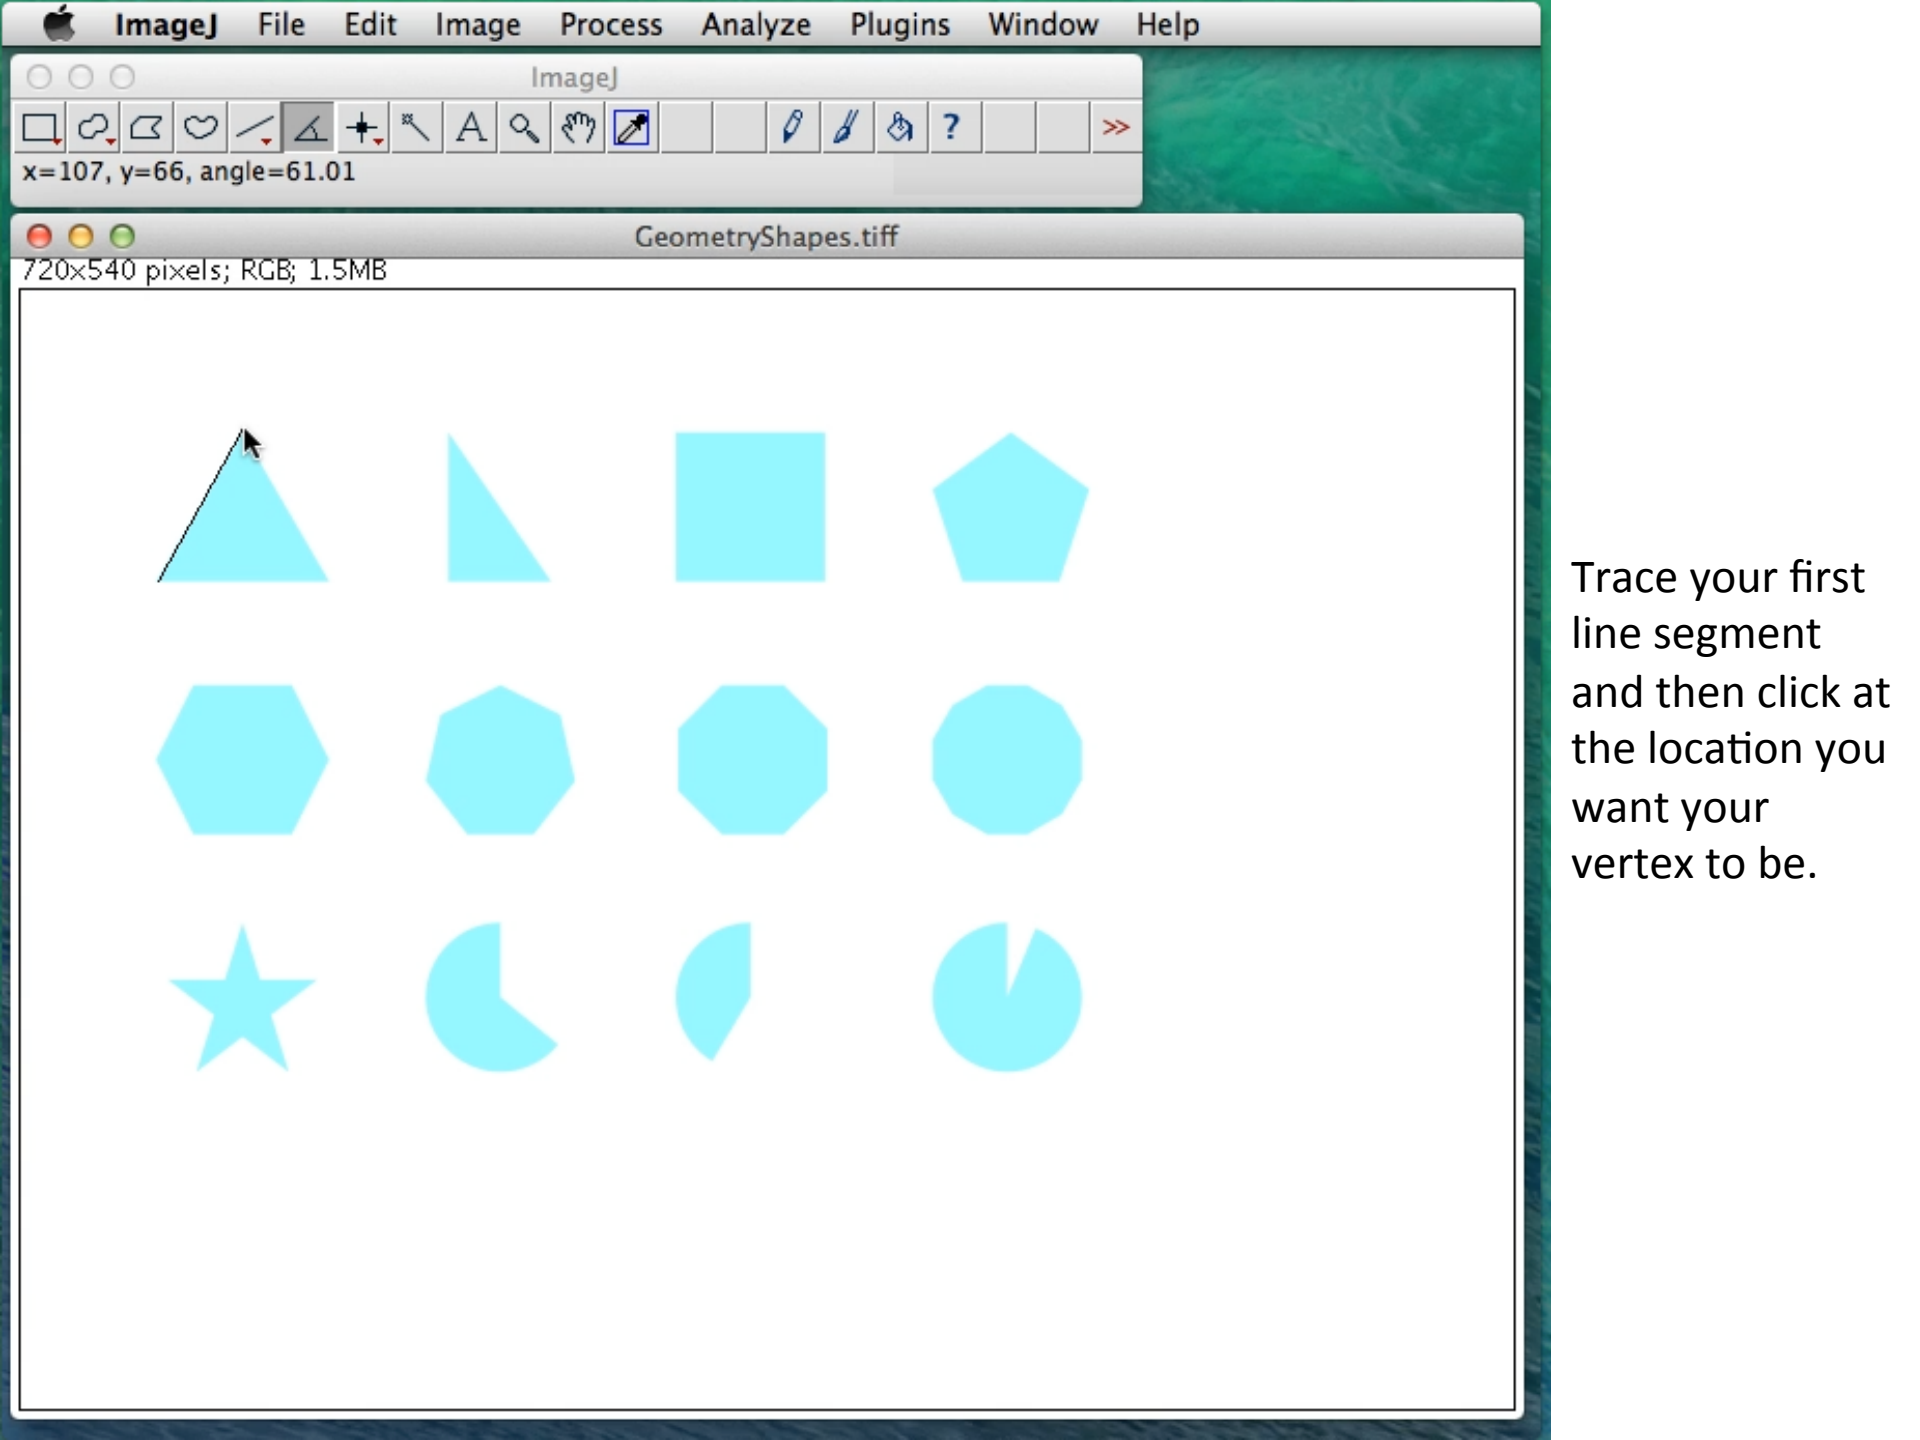 ImageJ File Edit Image Process Analyze Plugins Window Help
ImageJ
A ? >>
x=107, y=66, angle=61.01
GeometryShapes.tiff
720x540 pixels; RGB; 1.5MB
Trace your first
line segment
and then click at
the location you
want your
vertex to be.